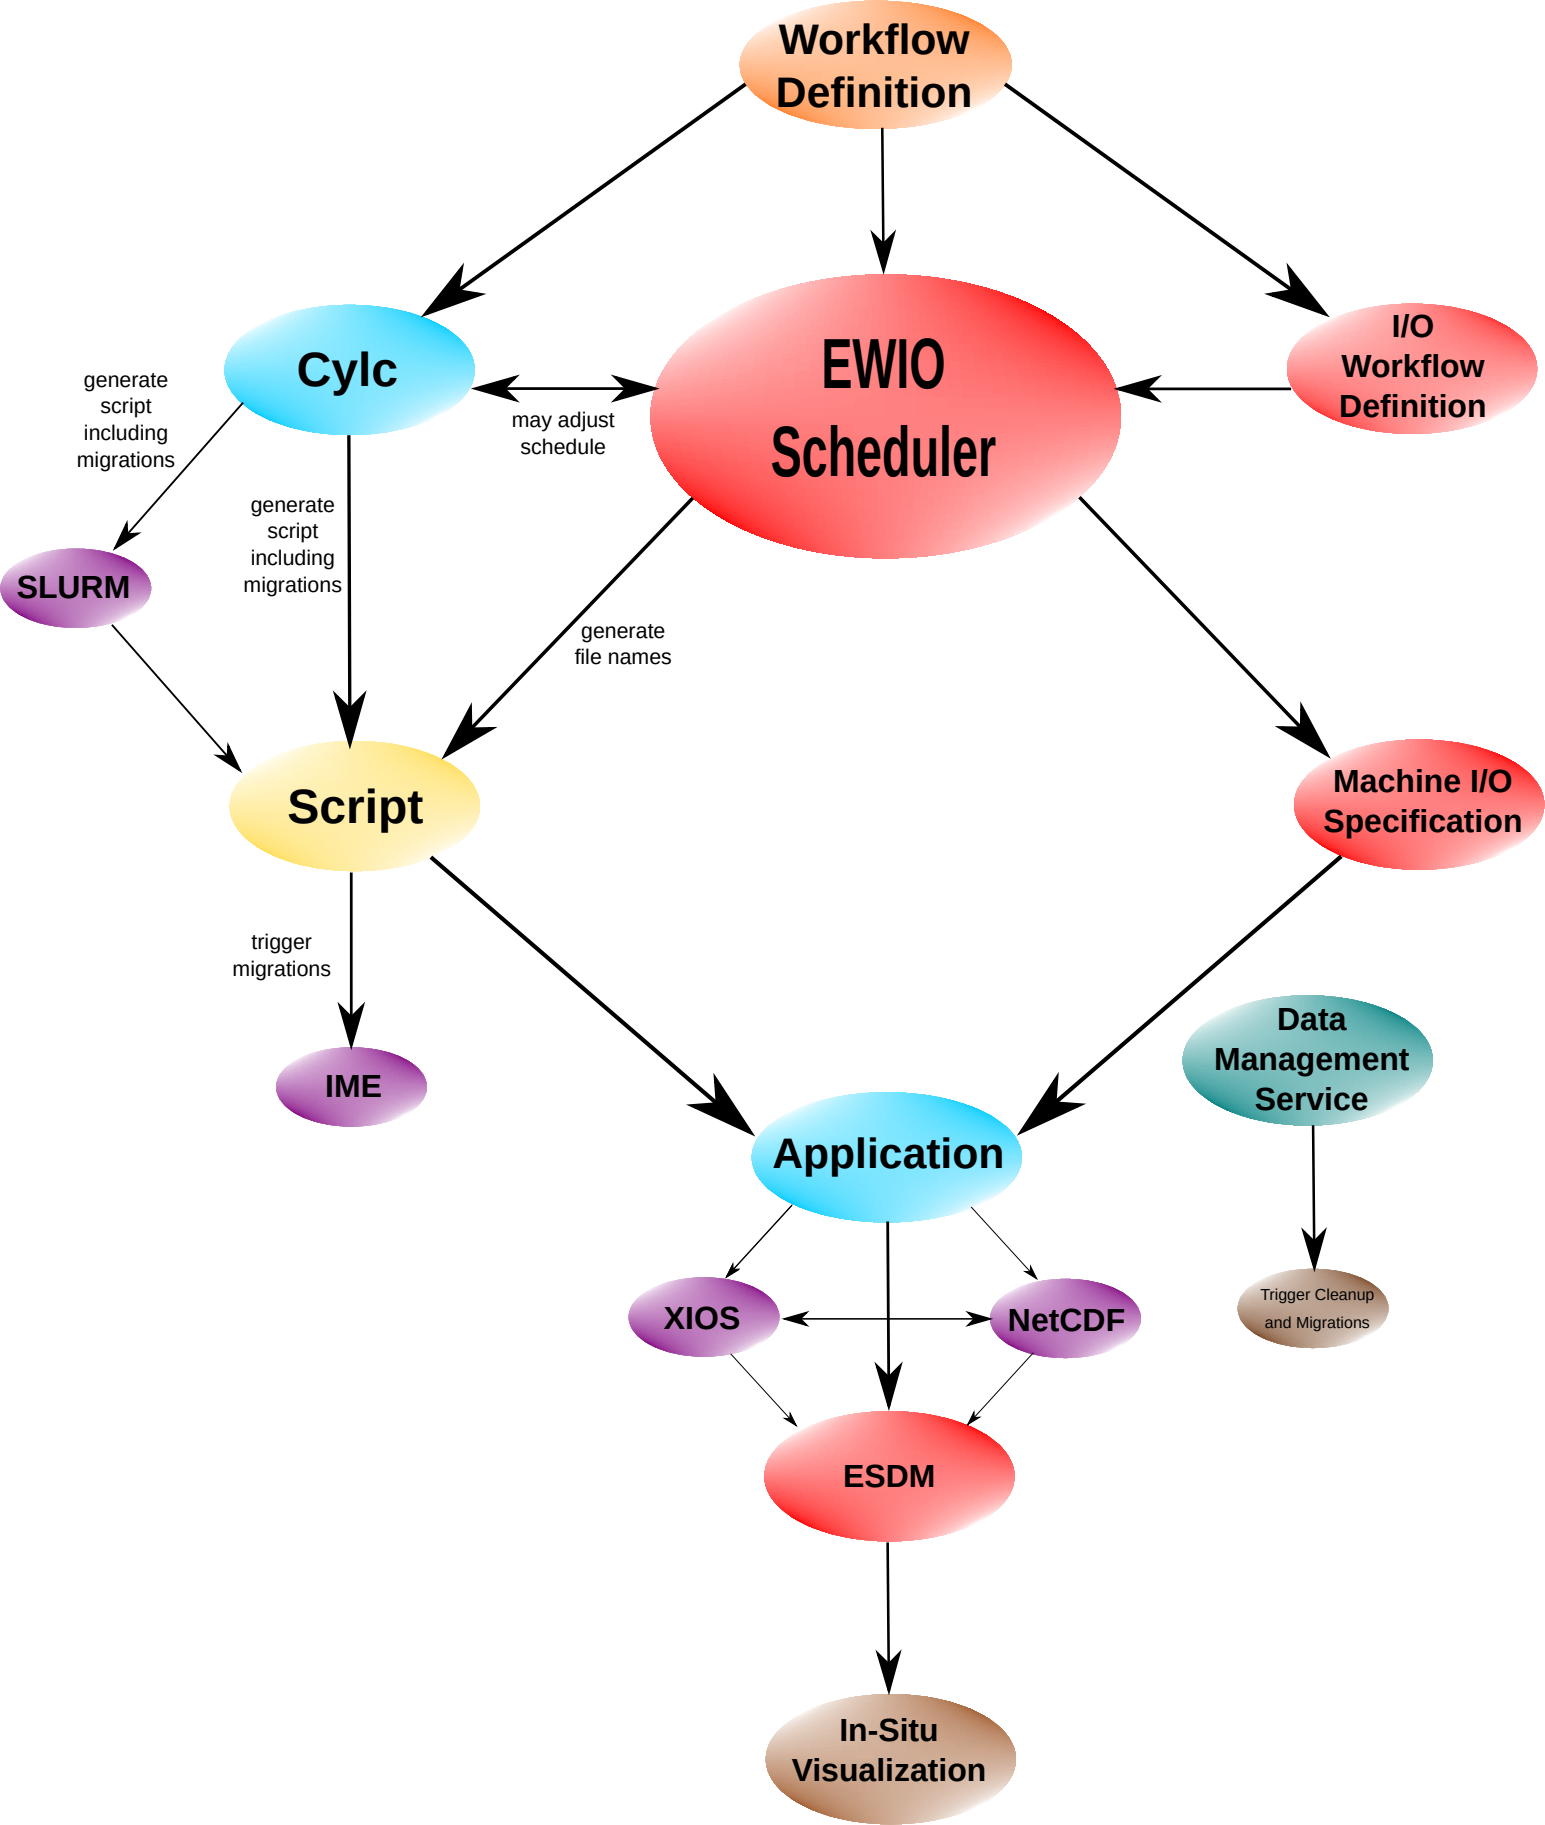 Workflow
Definition
Cylc
EWIO
Scheduler
I/O
Workflow
Definition
generate
script
including
migrations
may adjust
schedule
generate
script
including
migrations
SLURM
generate
file names
Script
Machine I/O
Specification
trigger
migrations
IME
Data
Management
Service
Application
XIOS
NetCDF
Trigger Cleanup
and Migrations
ESDM
In-Situ
Visualization